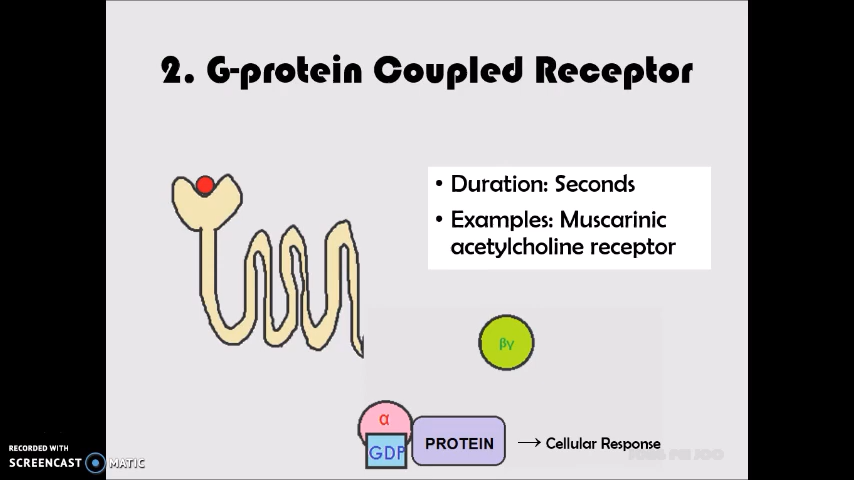 2. G-protein Coupled Receptor
• Duration: Seconds
• Examples: Muscarinic
acetylcholine receptor
βγ
α
GDP
PROTEIN
→ Cellular Response
RECORDED WITH
SCREENCAST MATIC